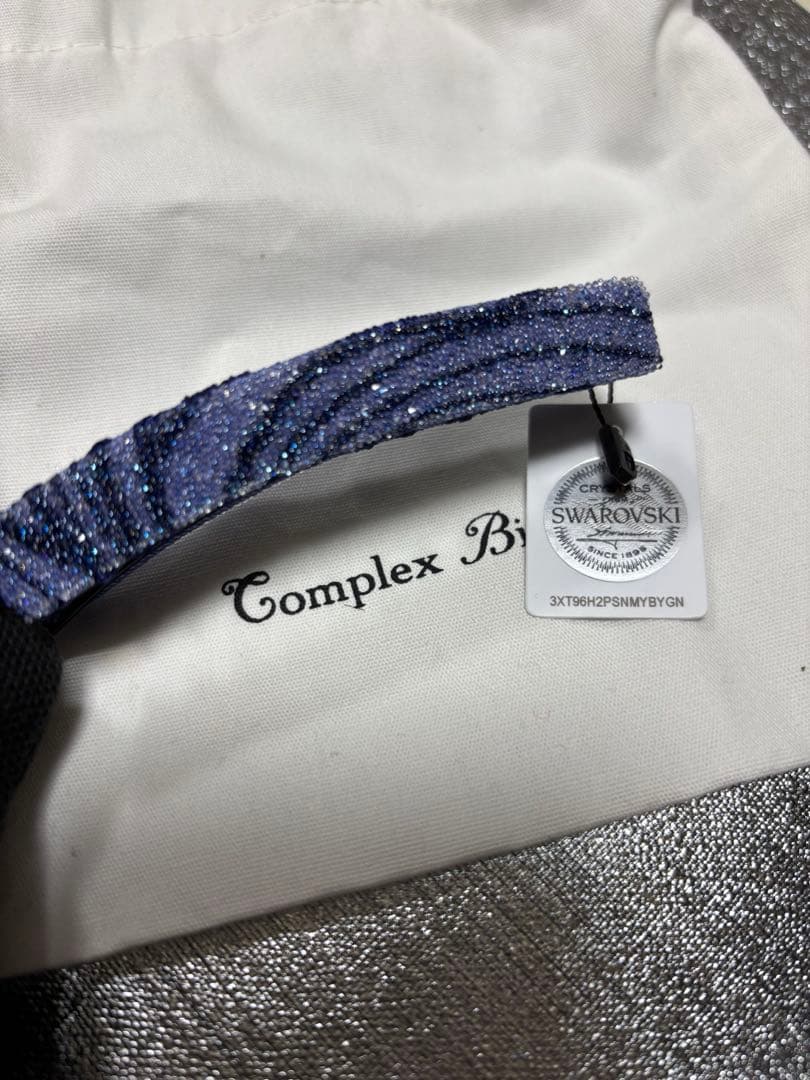 Complex Bi
CRYSTALS
SWAROVSKI
SINCE 1895
3XT96H2PSNMYBYGN